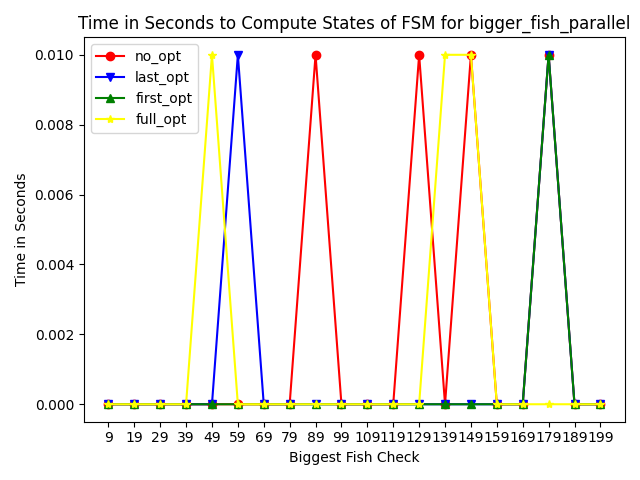 Time in Seconds to Compute States of FSM for bigger_fish_parallel
no_opt
last_opt
first_opt
full_opt
0.010
0.008
0.006
0.004
0.002
0.000
Time in Seconds
9 19 29 39 49 59 69 79 89 99 109 119 129 139 149 159 169 179 189 199
Biggest Fish Check